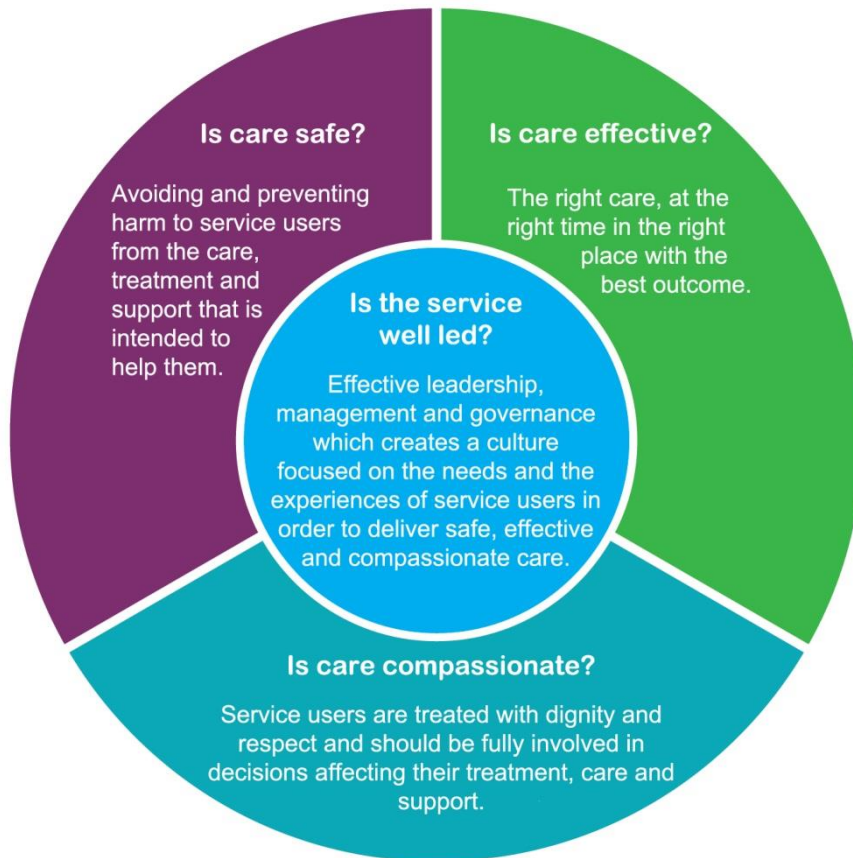 Is care safe?
Avoiding and preventing
harm to service users
from the care,
treatment and
support that is
intended to
help them.
Is care effective?
The right care, at the
right time in the right
place with the
best outcome.
Is the service
well led?
Effective leadership,
management and governance
which creates a culture
focused on the needs and the
experiences of service users in
order to deliver safe, effective
and compassionate care.
Is care compassionate?
Service users are treated with dignity and
respect and should be fully involved in
decisions affecting their treatment, care and
support.